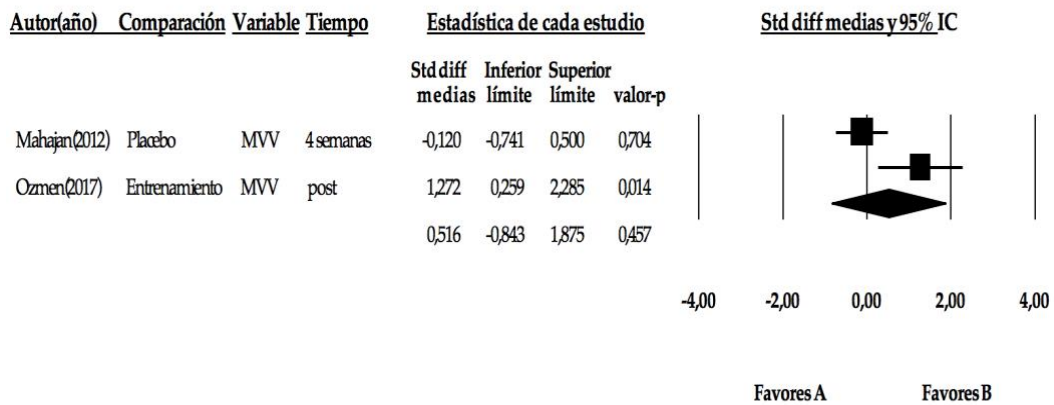 Autor(año) Comparación Variable Tiempo Estadística de cada estudio Std diff medias y 95% IC
Std diff Inferior Superior
medias límite límite valor-p
Mahajan(2012) Placebo MVV 4 semanas -0,120 -0,741 0,500 0,704
Ozmen(2017) Entrenamiento MVV post 1,272 0,259 2,285 0,014
0,516 -0,843 1,875 0,457
-4,00 -2,00 0,00 2,00 4,00
Favores A Favores B